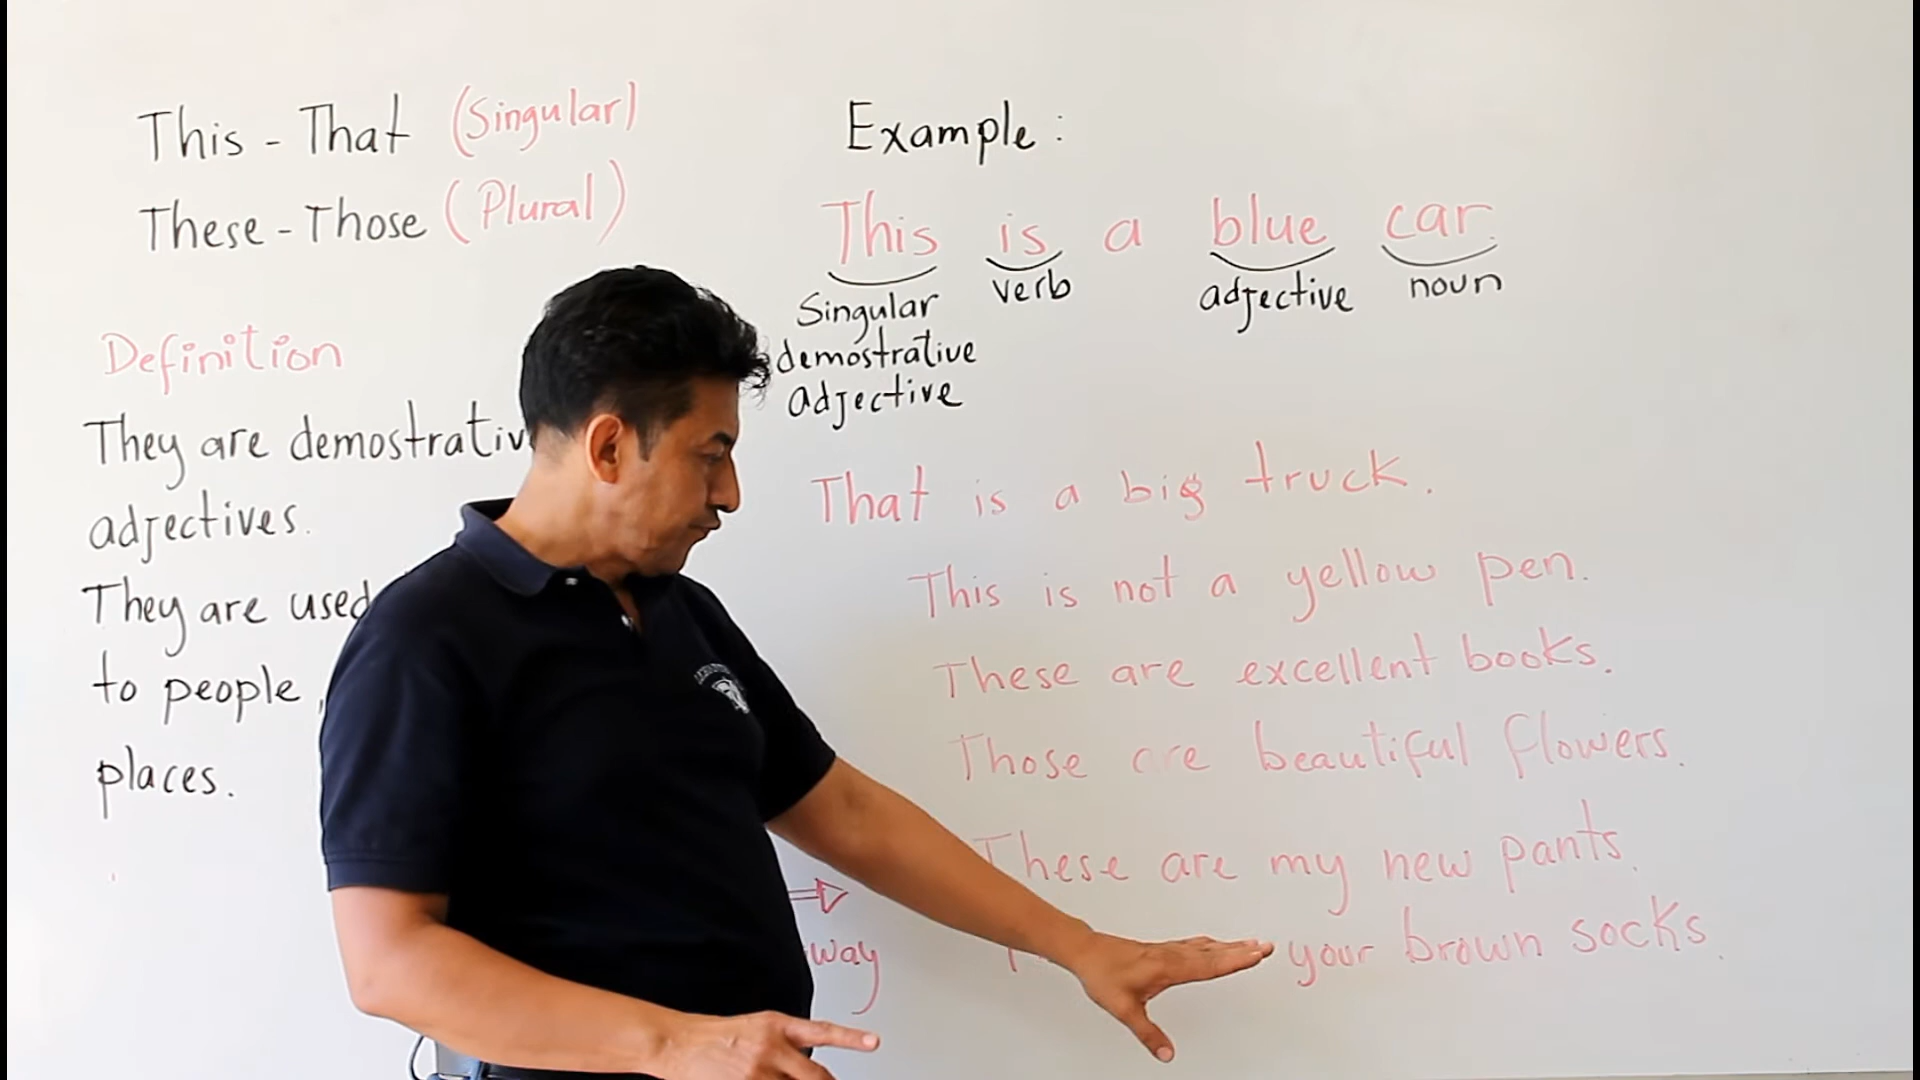 This - That (Singular)
These - Those (Plural)
Definition
They are demostrativ
adjectives.
They are used
to people,
places.
way
Example:
This is a blue car.
Singular verb adjective noun
demostrative
adjective
That is a big truck.
This is not a yellow pen.
These are excellent books.
Those are beautiful flowers.
These are my new pants.
your brown socks.